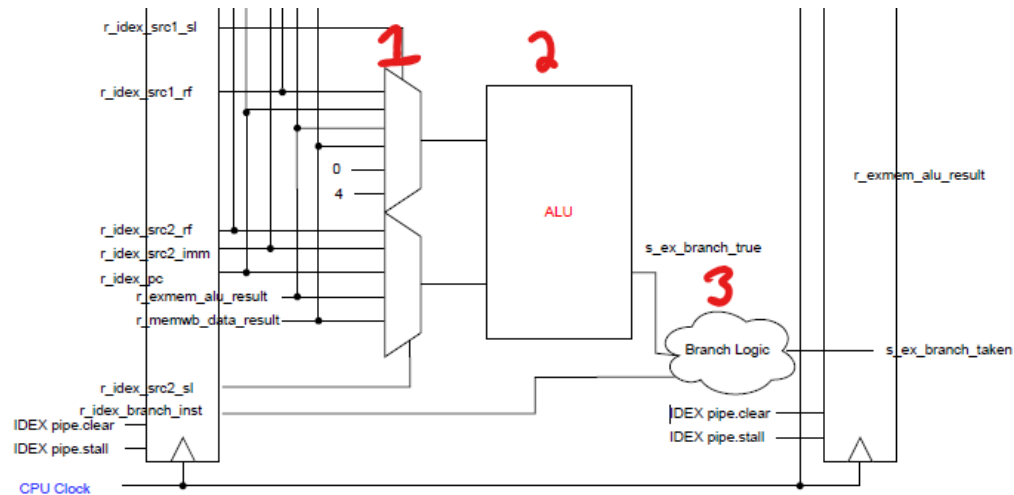 r_idex_src1_sl
1
2
r_idex_src1_rf
0
4
r_exmem_alu_result
ALU
r_idex_src2_rf
r_idex_src2_imm
r_idex_pc
r_exmem_alu_result
r_memwb_data_result
s_ex_branch_true
3
Branch Logic
s_ex_branch_taken
r_idex_src2_sl
r_idex_branch_inst
IDEX pipe.clear
IDEX pipe.stall
IDEX pipe.clear
IDEX pipe.stall
CPU Clock